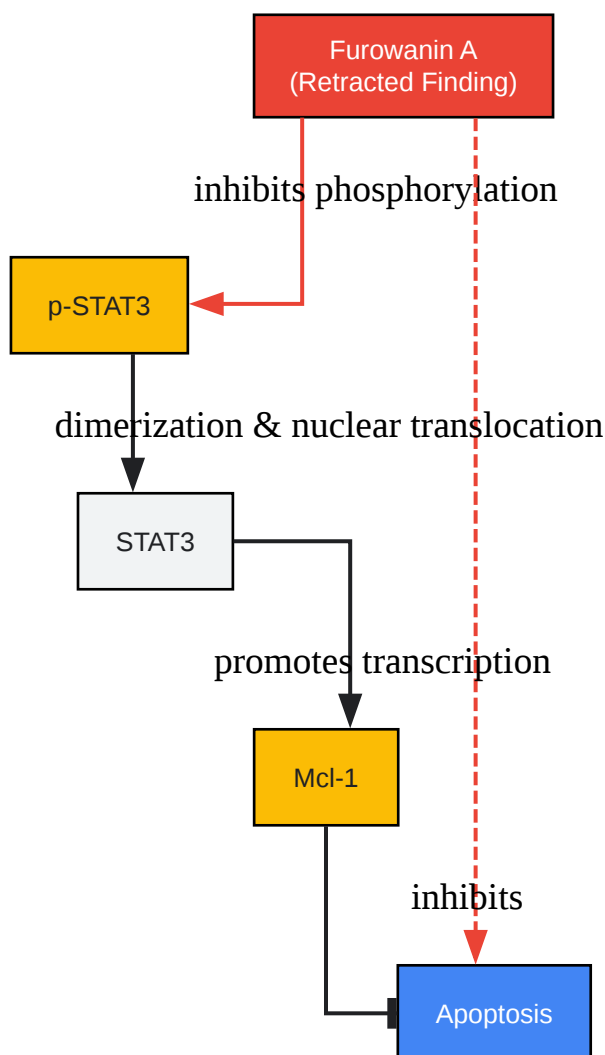 Furowanin A
(Retracted Finding)
inhibits phosphorylation
p-STAT3
dimerization & nuclear translocation
STAT3
promotes transcription
Mcl-1
inhibits
Apoptosis